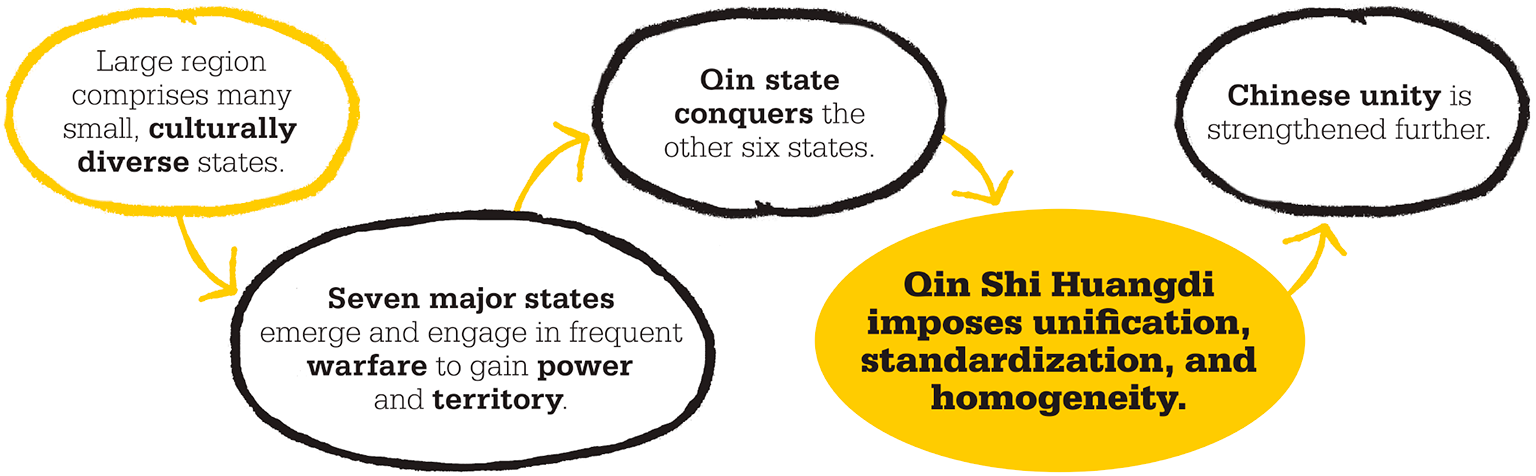 Large region
comprises many
small, culturally
diverse states.
Seven major states
emerge and engage in frequent
warfare to gain power
and territory.
Qin state
conquers the
other six states.
Qin Shi Huangdi
imposes unification,
standardization, and
homogeneity.
Chinese unity is
strengthened further.